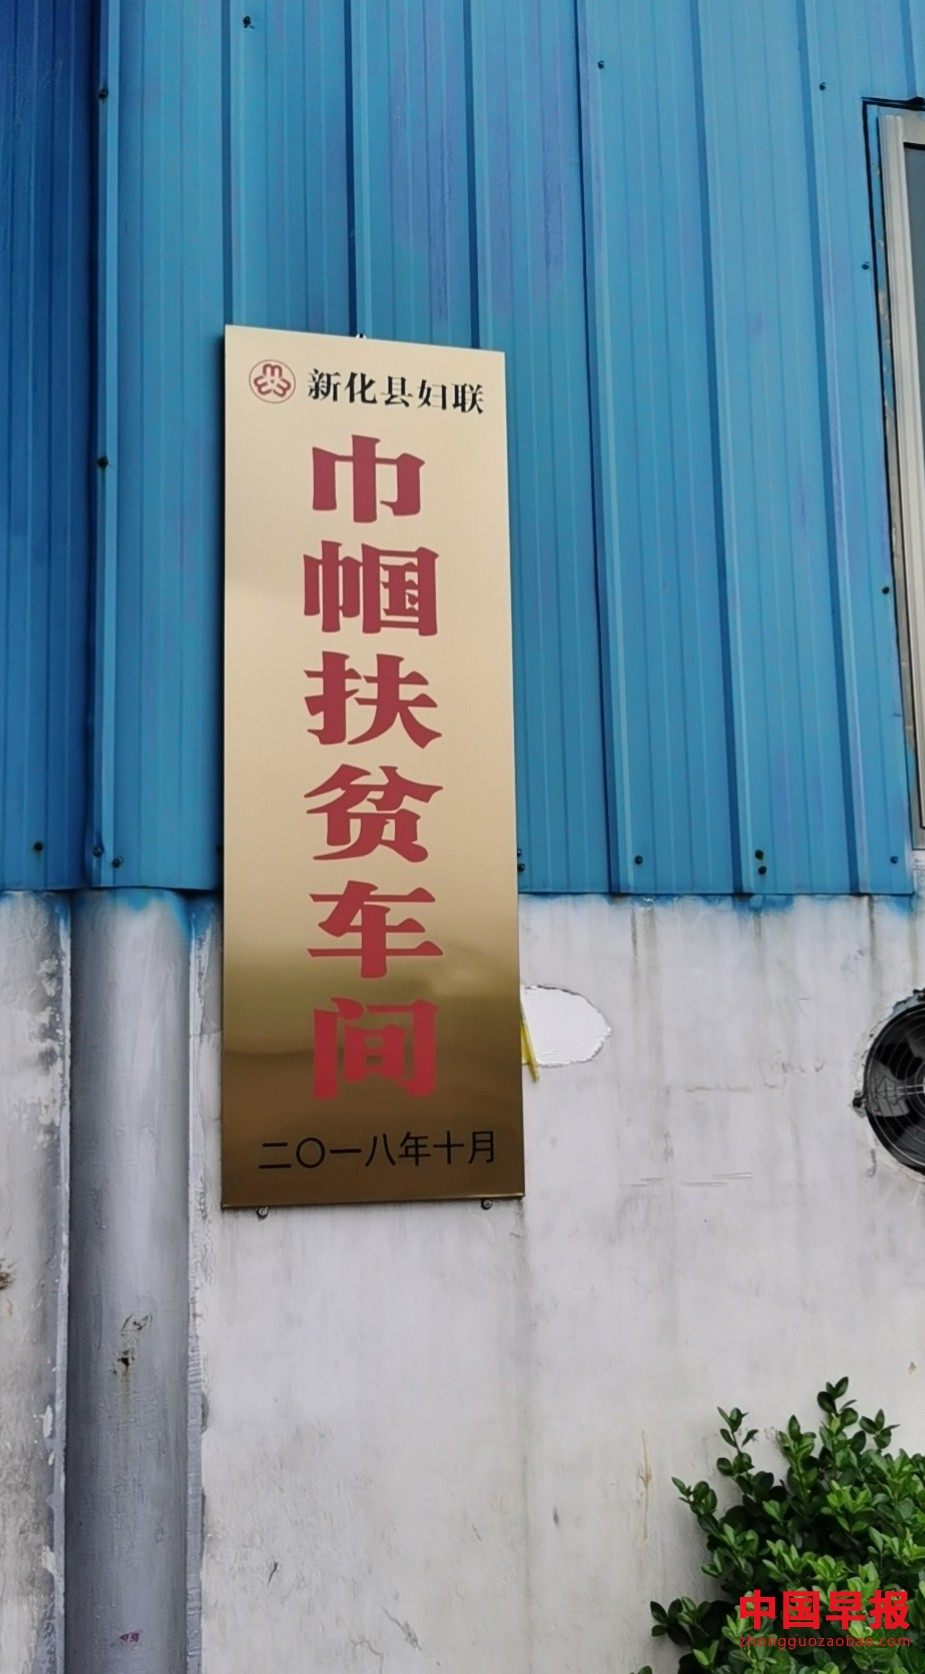 新化县妇联
巾帼扶贫车间
二〇一八年十月
中国早报
zhongguozaobao.com